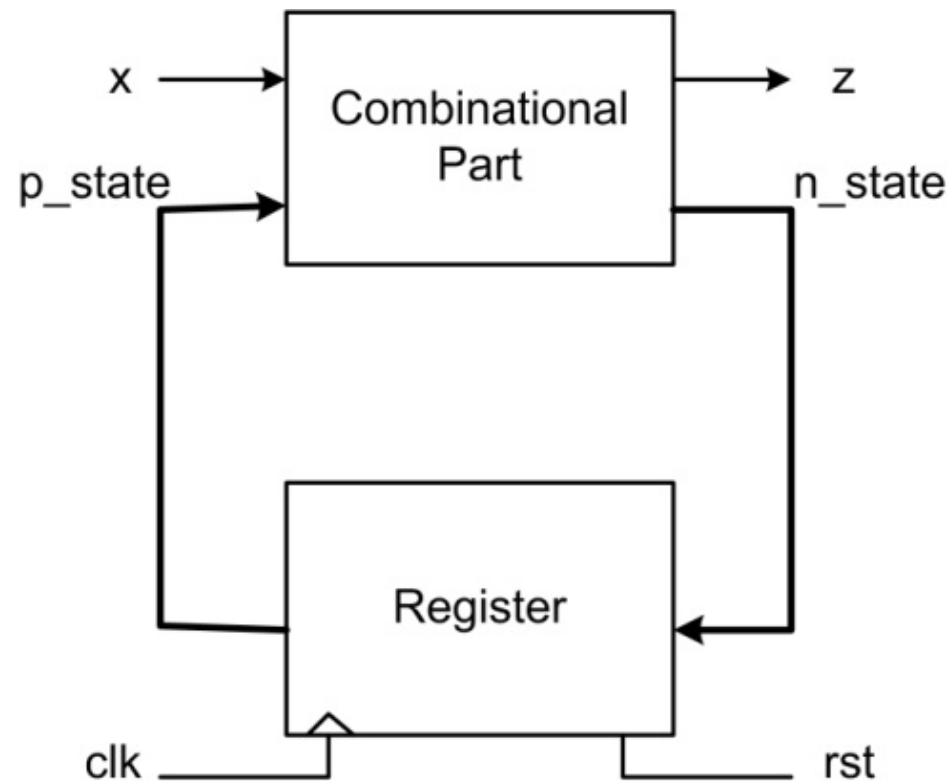 x
Combinational
Part
z
p_state
n_state
Register
clk
rst